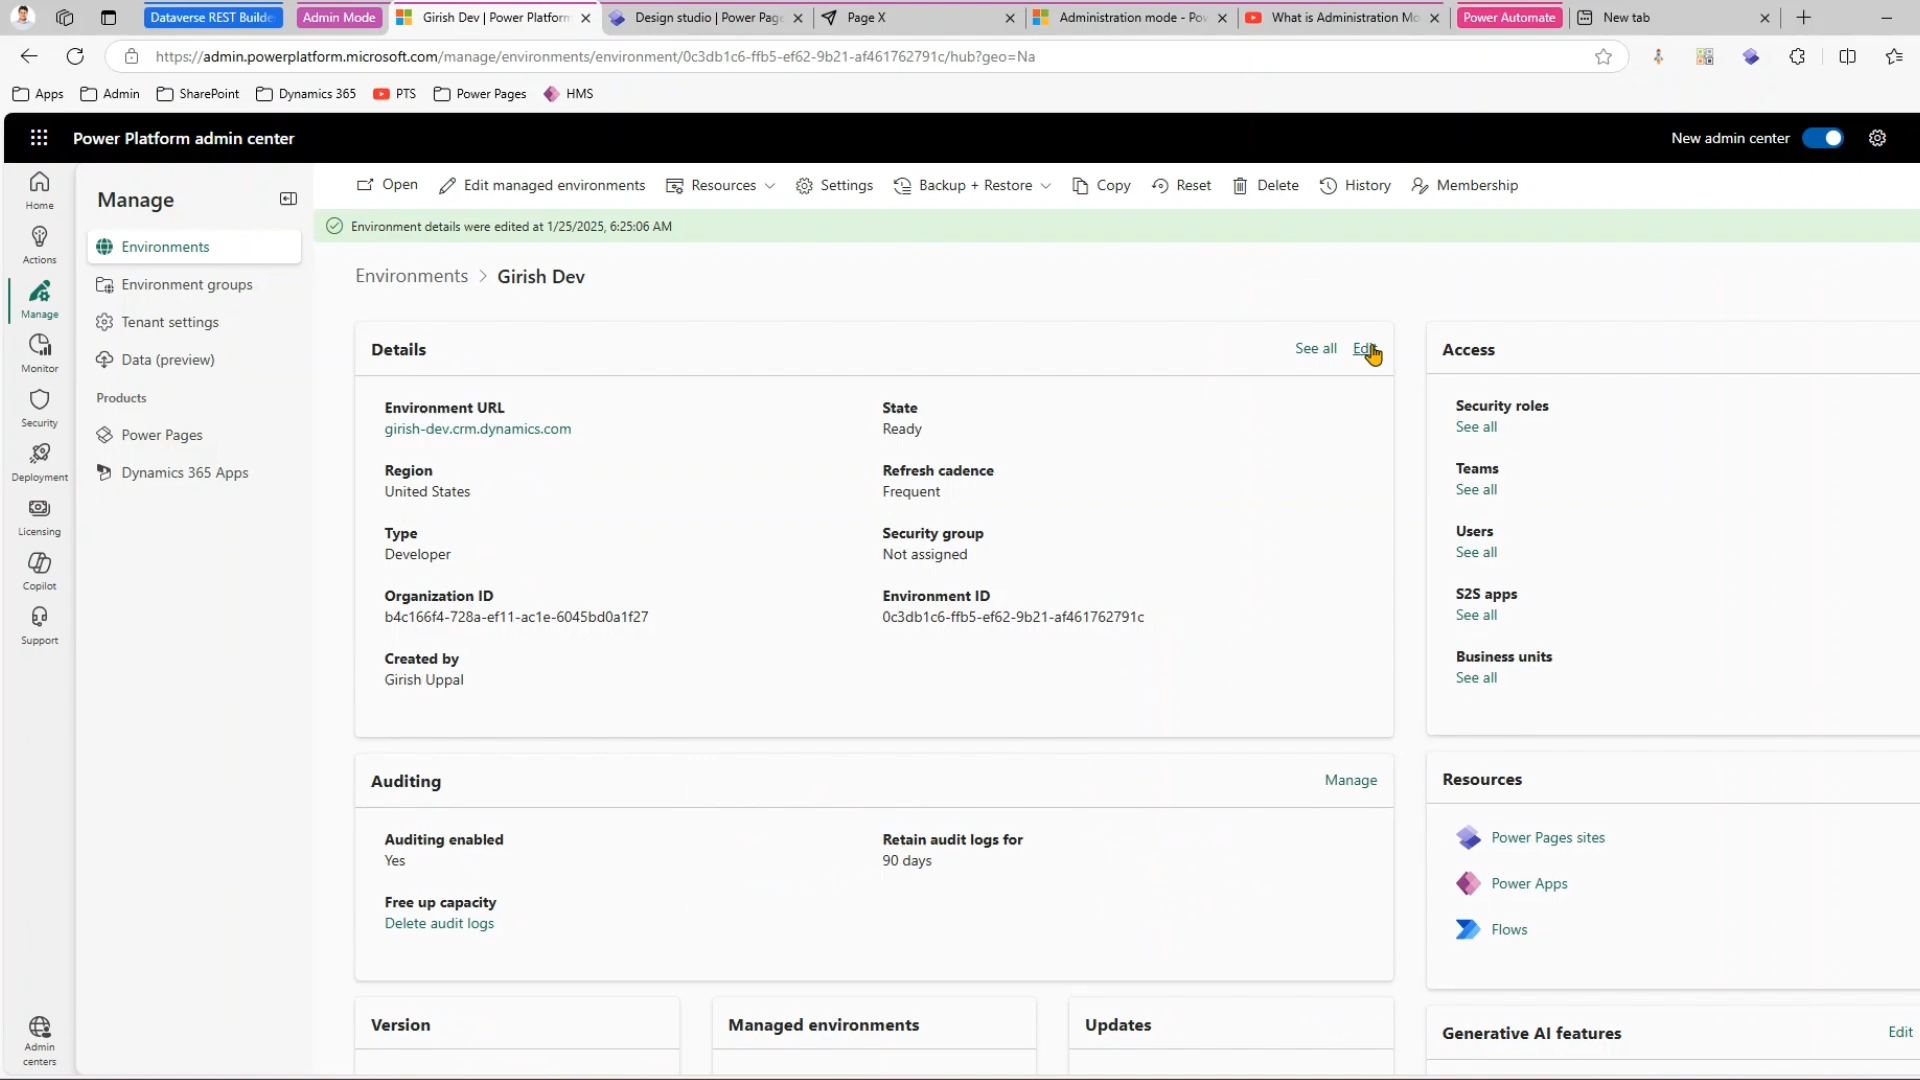 Dataverse REST Builde
Admin Mode
Girish Dev | Power Platform
Design studio | Power Page
Page X
Administration mode - Pow
What is Administration Mo
Power Automate
New tab
https://admin.powerplatform.microsoft.com/manage/environments/environment/0c3db1c6-ffb5-ef62-9b21-af461762791c/hub?geo=Na
Apps
Admin
SharePoint
Dynamics 365
PTS
Power Pages
HMS
Power Platform admin center
New admin center
Home
Actions
Manage
Monitor
Security
Deployment
Licensing
Copilot
Support
Admin
centers
Manage
Environments
Environment groups
Tenant settings
Data (preview)
Products
Power Pages
Dynamics 365 Apps
Open
Edit managed environments
Resources
Settings
Backup + Restore
Copy
Reset
Delete
History
Membership
Environment details were edited at 1/25/2025, 6:25:06 AM
Environments > Girish Dev
Details
See all
Edit
Environment URL
girish-dev.crm.dynamics.com
State
Ready
Region
United States
Refresh cadence
Frequent
Type
Developer
Security group
Not assigned
Organization ID
b4c166f4-728a-ef11-ac1e-6045bd0a1f27
Environment ID
0c3db1c6-ffb5-ef62-9b21-af461762791c
Created by
Girish Uppal
Auditing
Manage
Auditing enabled
Yes
Retain audit logs for
90 days
Free up capacity
Delete audit logs
Version
Managed environments
Updates
Access
Security roles
See all
Teams
See all
Users
See all
S2S apps
See all
Business units
See all
Resources
Power Pages sites
Power Apps
Flows
Generative AI features
Edit